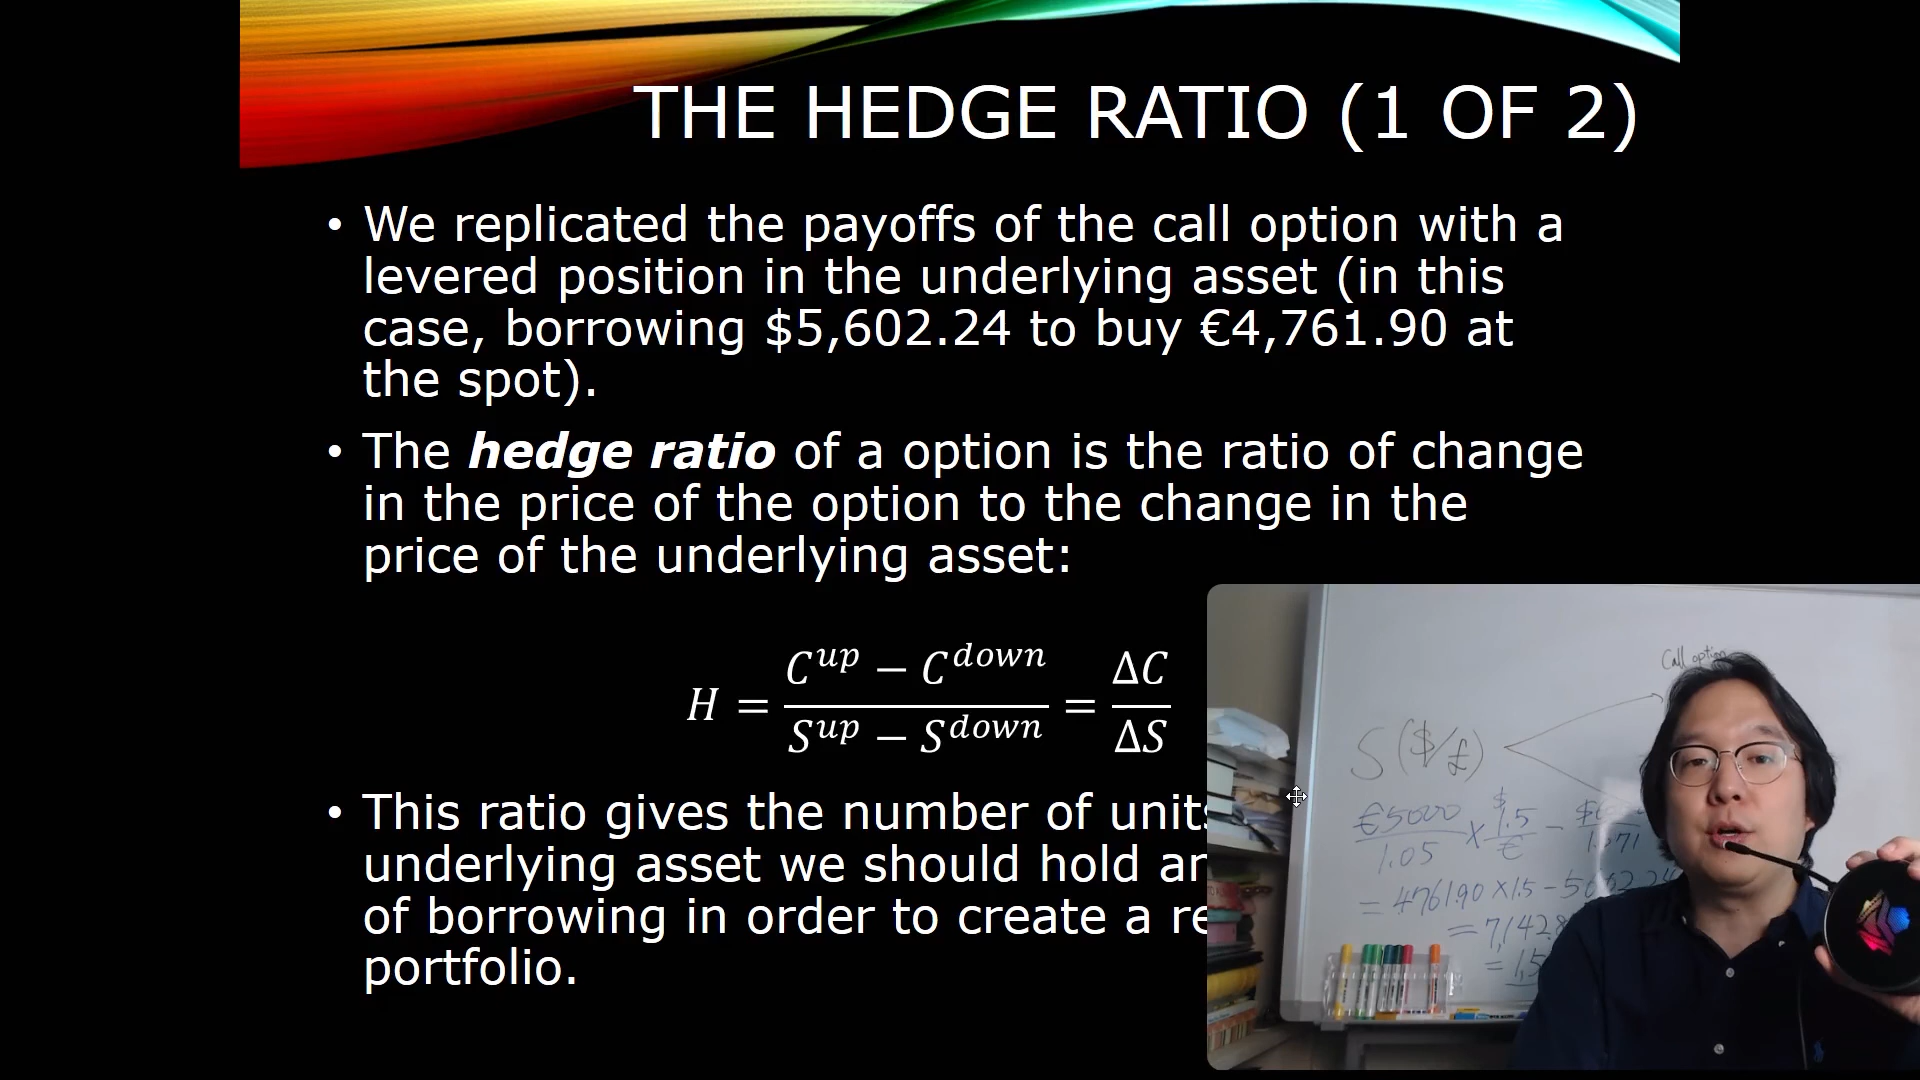 THE HEDGE RATIO (1 OF 2)
• We replicated the payoffs of the call option with a
levered position in the underlying asset (in this
case, borrowing $5,602.24 to buy €4,761.90 at
the spot).
• The hedge ratio of a option is the ratio of change
in the price of the option to the change in the
price of the underlying asset:
H = (C^up − C^down) / (S^up − S^down) = ΔC / ΔS
• This ratio gives the number of units
underlying asset we should hold
of borrowing in order to create a
portfolio.
Call option
S ($/£)
€5000 / 1.05 × $1.5 / € −
= 4761.90 × 1.5 − 5602.24